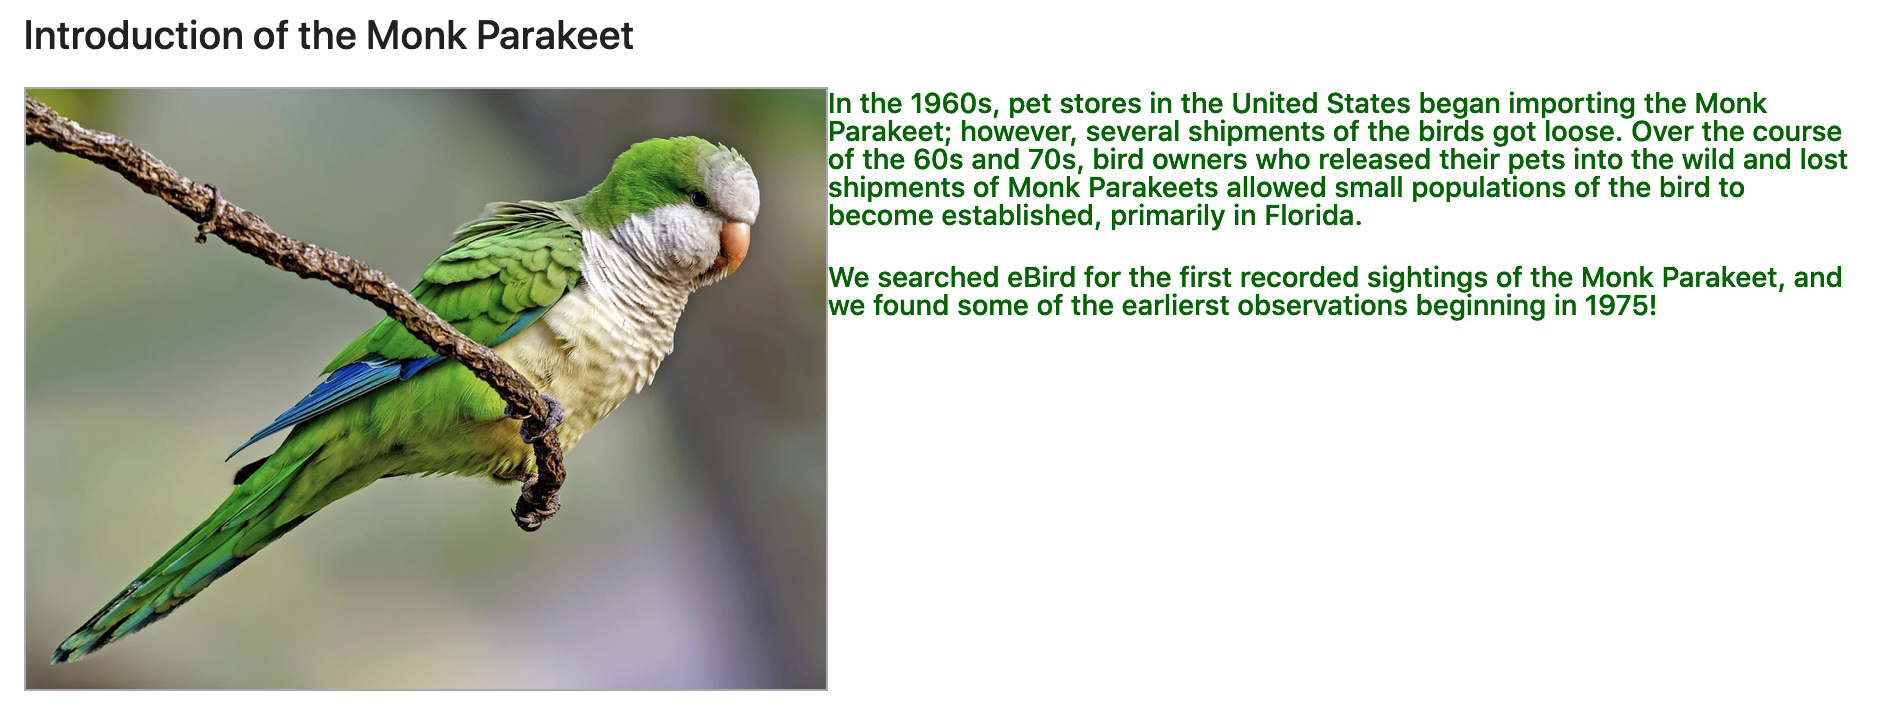 Introduction of the Monk Parakeet
In the 1960s, pet stores in the United States began importing the Monk
Parakeet; however, several shipments of the birds got loose. Over the course
of the 60s and 70s, bird owners who released their pets into the wild and lost
shipments of Monk Parakeets allowed small populations of the bird to
become established, primarily in Florida.
We searched eBird for the first recorded sightings of the Monk Parakeet, and
we found some of the earlierst observations beginning in 1975!